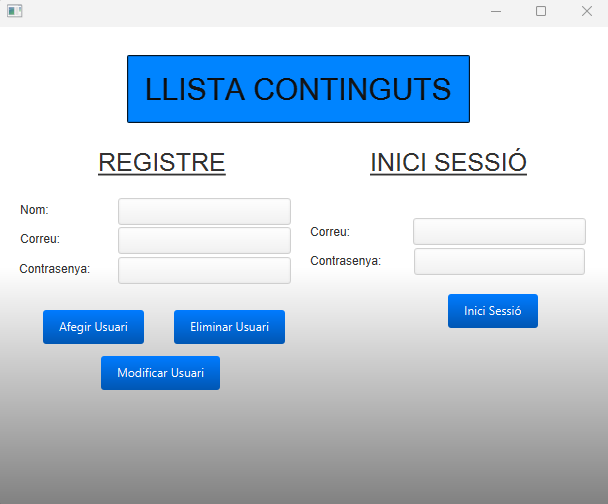 LLISTA CONTINGUTS
REGISTRE
Nom:
Correu:
Contrasenya:
Afegir Usuari
Eliminar Usuari
Modificar Usuari
INICI SESSIÓ
Correu:
Contrasenya:
Inici Sessió